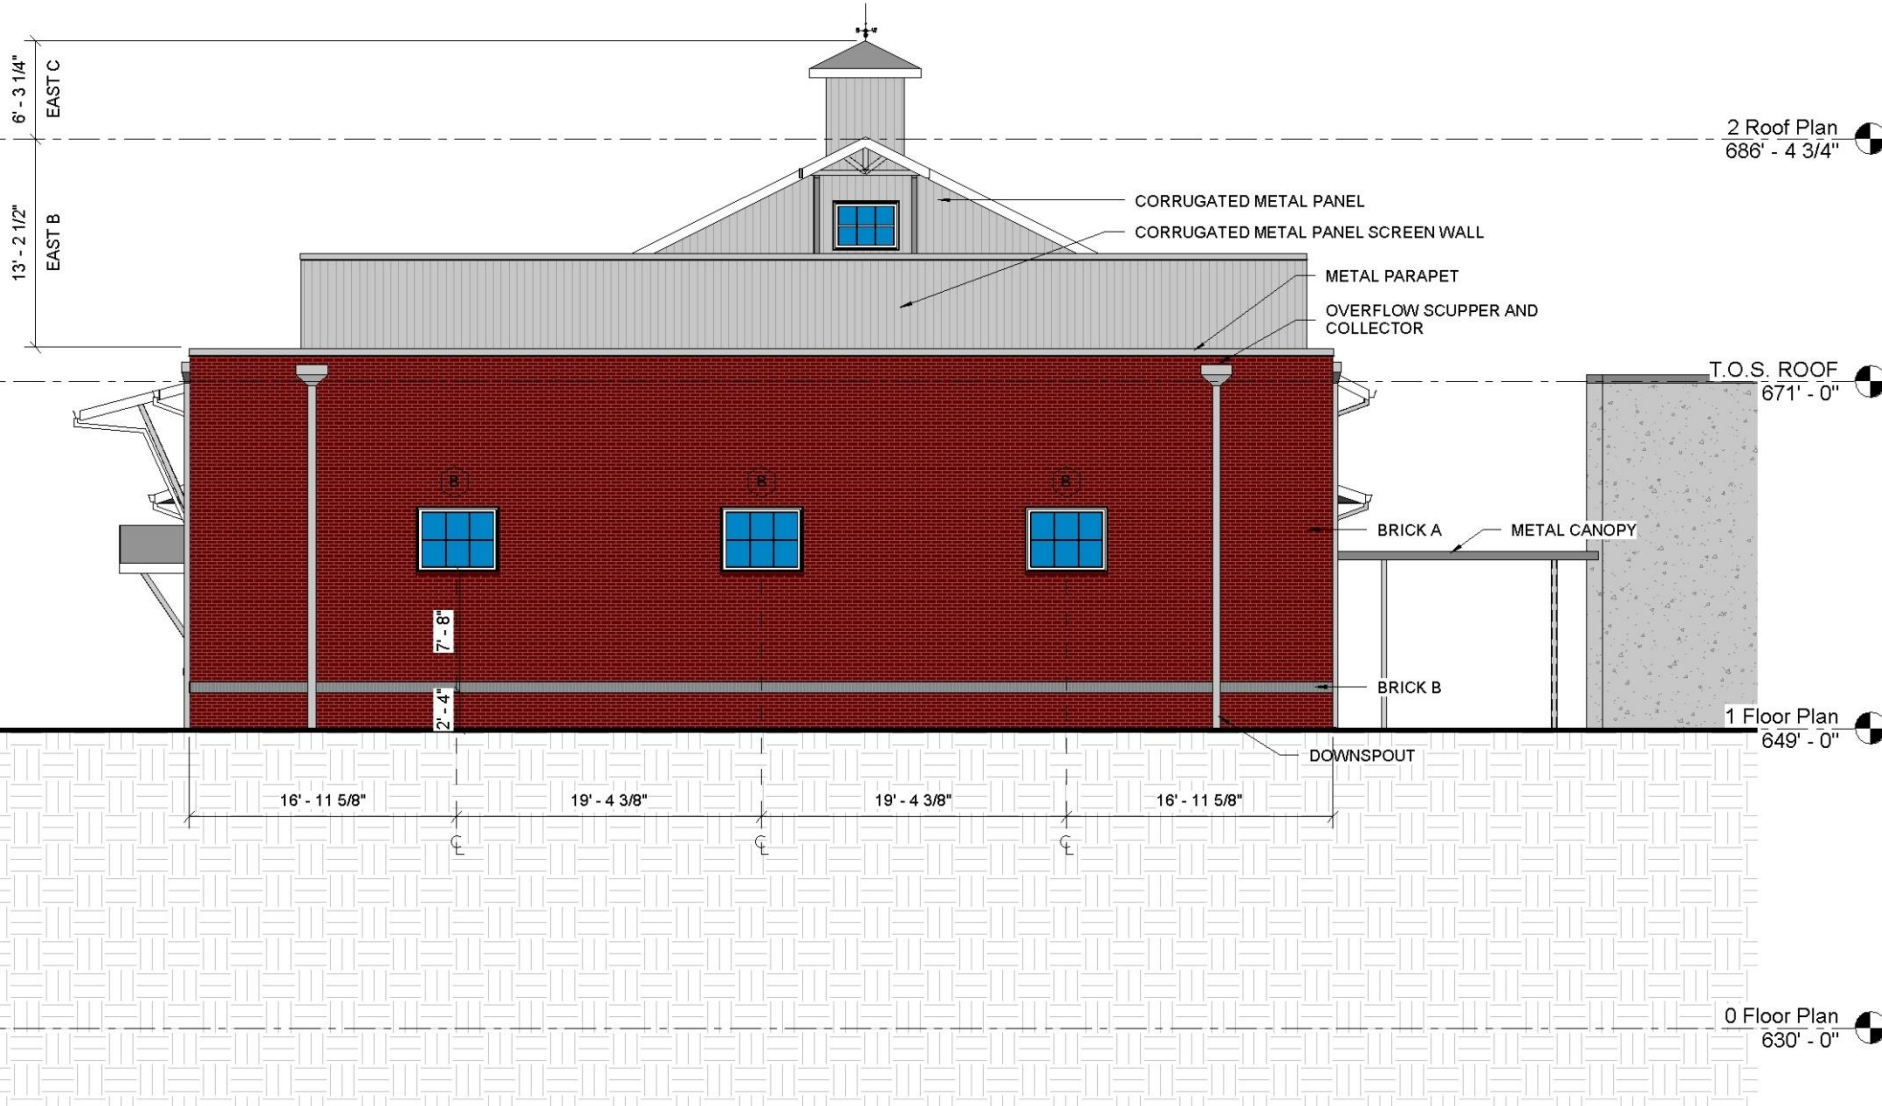 6' - 3 1/4"
EAST C
13' - 2 1/2"
EAST B
2 Roof Plan
686' - 4 3/4"
CORRUGATED METAL PANEL
CORRUGATED METAL PANEL SCREEN WALL
METAL PARAPET
OVERFLOW SCUPPER AND
COLLECTOR
T.O.S. ROOF
671' - 0"
B
B
B
BRICK A
METAL CANOPY
7' - 8"
BRICK B
2' - 4"
1 Floor Plan
649' - 0"
DOWNSPOUT
16' - 11 5/8"
19' - 4 3/8"
19' - 4 3/8"
16' - 11 5/8"
CL
CL
CL
0 Floor Plan
630' - 0"